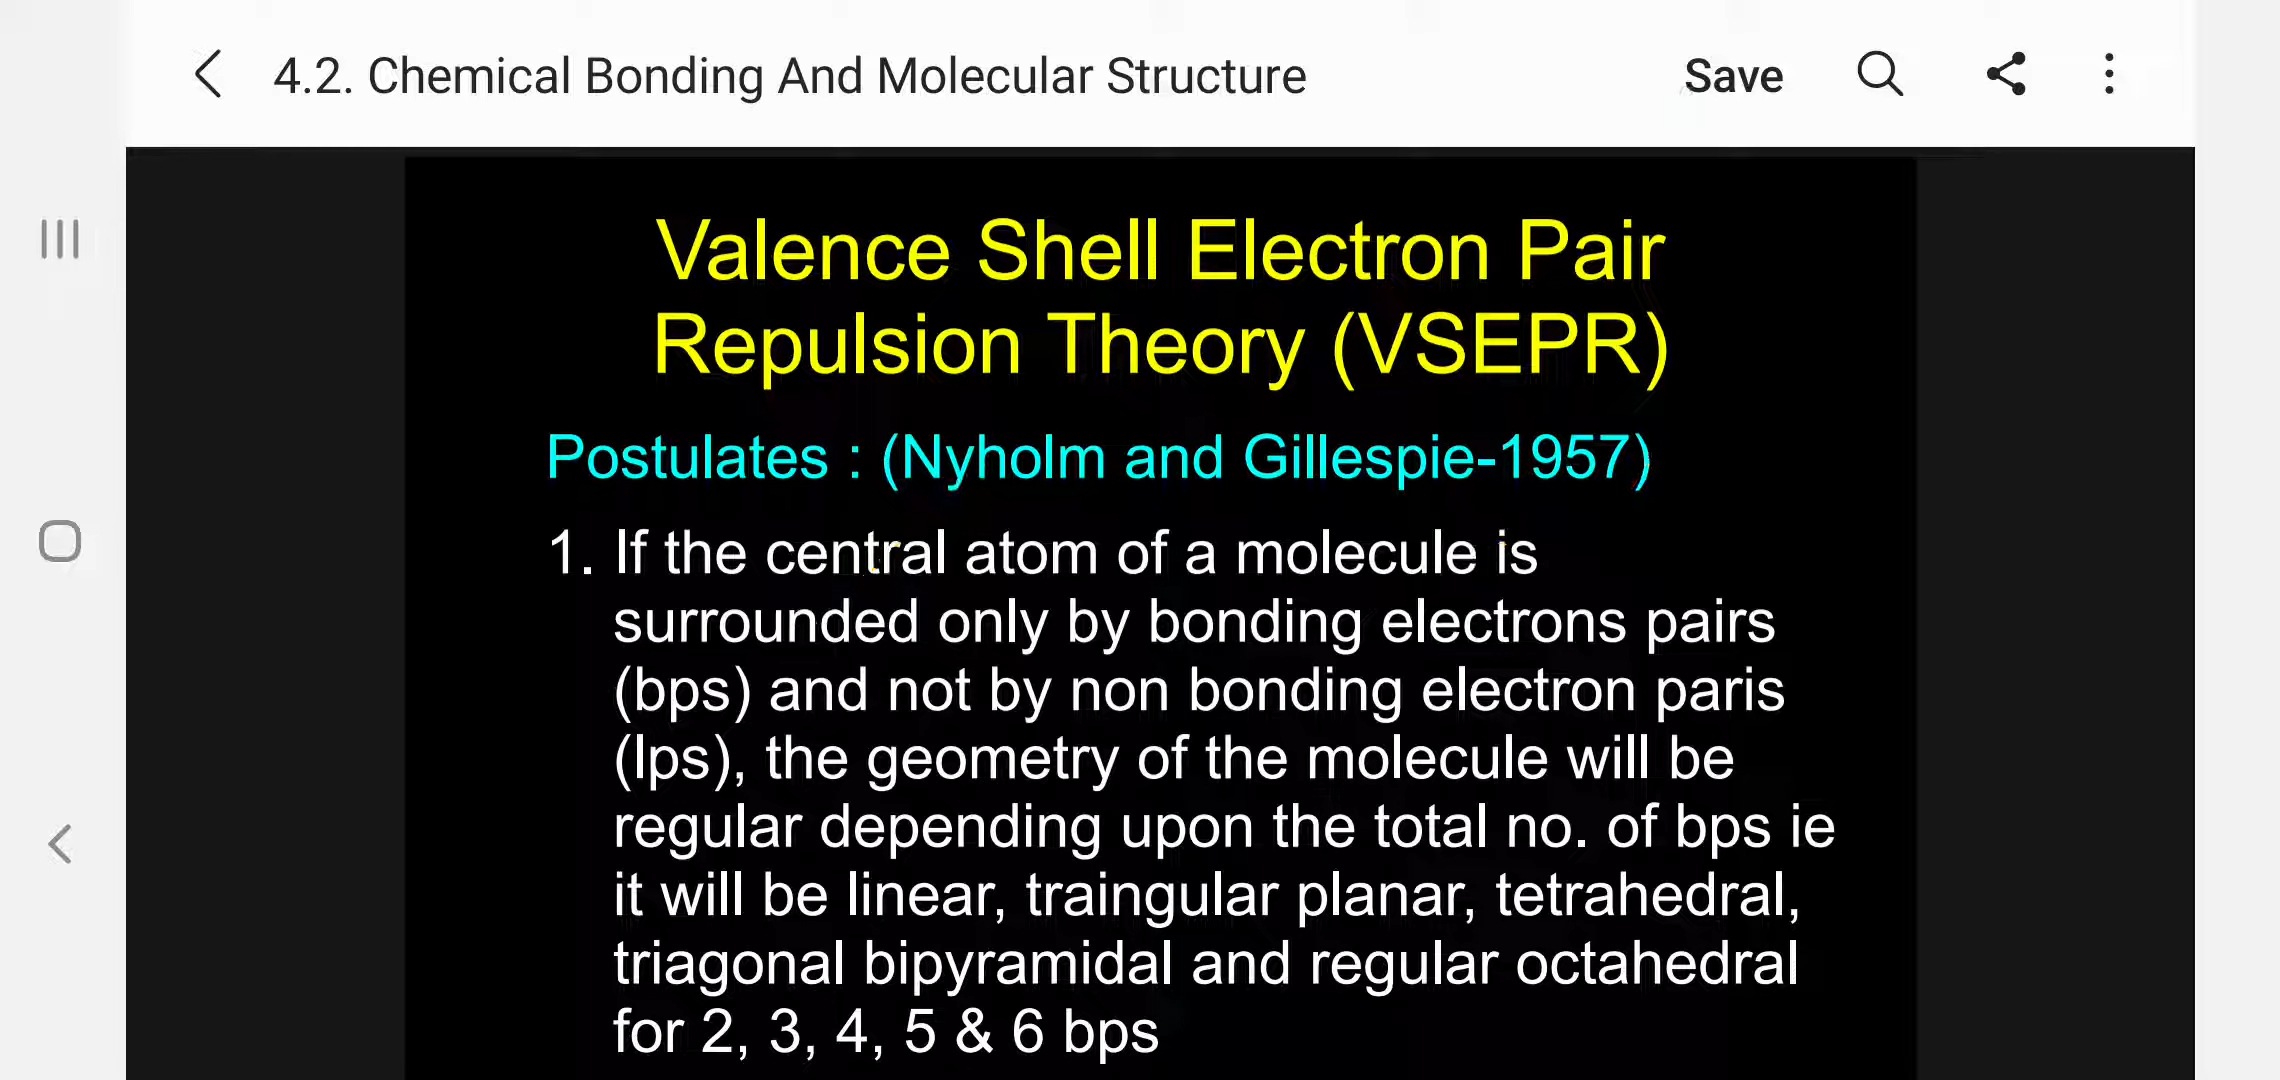 4.2. Chemical Bonding And Molecular Structure
Save
Valence Shell Electron Pair
Repulsion Theory (VSEPR)
Postulates : (Nyholm and Gillespie-1957)
1. If the central atom of a molecule is
surrounded only by bonding electrons pairs
(bps) and not by non bonding electron paris
(lps), the geometry of the molecule will be
regular depending upon the total no. of bps ie
it will be linear, traingular planar, tetrahedral,
triagonal bipyramidal and regular octahedral
for 2, 3, 4, 5 & 6 bps